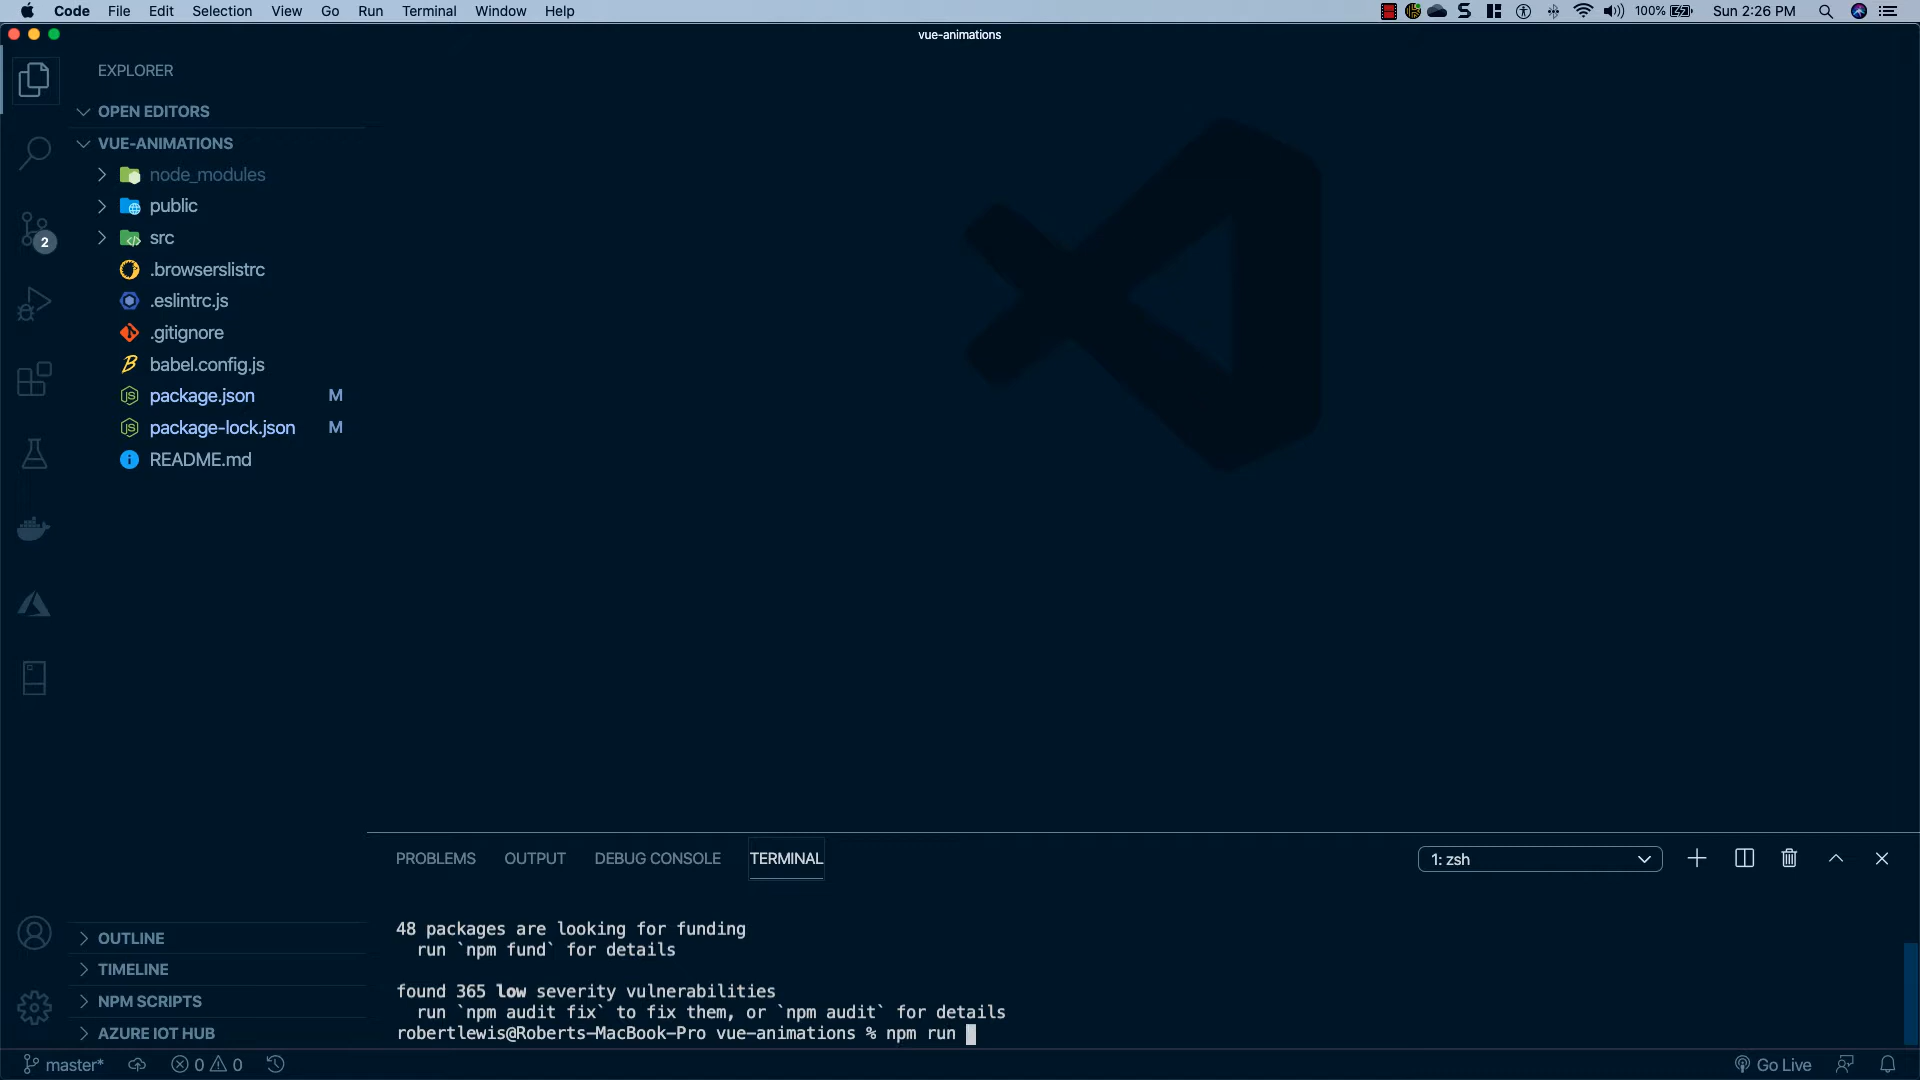 Code File Edit Selection View Go Run Terminal Window Help 100% Sun 2:26 PM
vue-animations
EXPLORER
OPEN EDITORS
VUE-ANIMATIONS
node_modules
public
src
2
.browserslistrc
.eslintrc.js
.gitignore
babel.config.js
package.json M
package-lock.json M
README.md
OUTLINE
TIMELINE
NPM SCRIPTS
AZURE IOT HUB
PROBLEMS OUTPUT DEBUG CONSOLE TERMINAL 1: zsh
48 packages are looking for funding
run `npm fund` for details
found 365 low severity vulnerabilities
run `npm audit fix` to fix them, or `npm audit` for details
robertlewis@Roberts-MacBook-Pro vue-animations % npm run
master* 0 0 Go Live